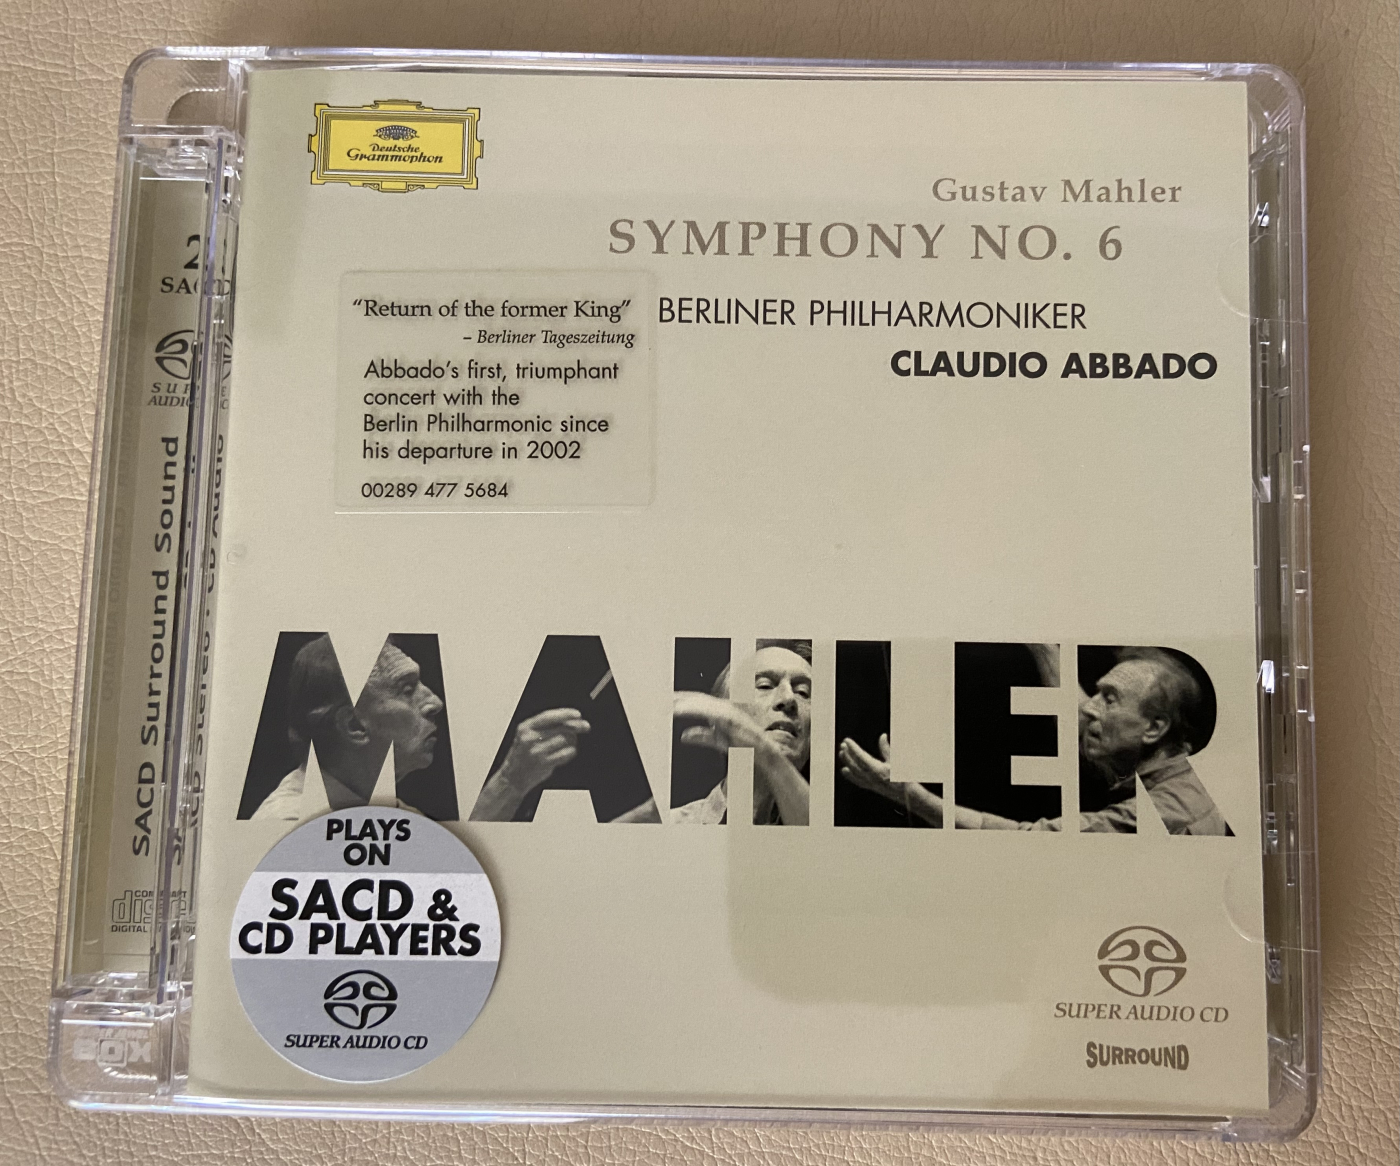 Deutsche
Grammophon
Gustav Mahler
SYMPHONY NO. 6
BERLINER PHILHARMONIKER
CLAUDIO ABBADO
“Return of the former King”
– Berliner Tageszeitung
Abbado’s first, triumphant
concert with the
Berlin Philharmonic since
his departure in 2002
00289 477 5684
MAHLER
PLAYS
ON
SACD &
CD PLAYERS
SUPER AUDIO CD
SUPER AUDIO CD
SURROUND
2
SACD
SACD Surround Sound